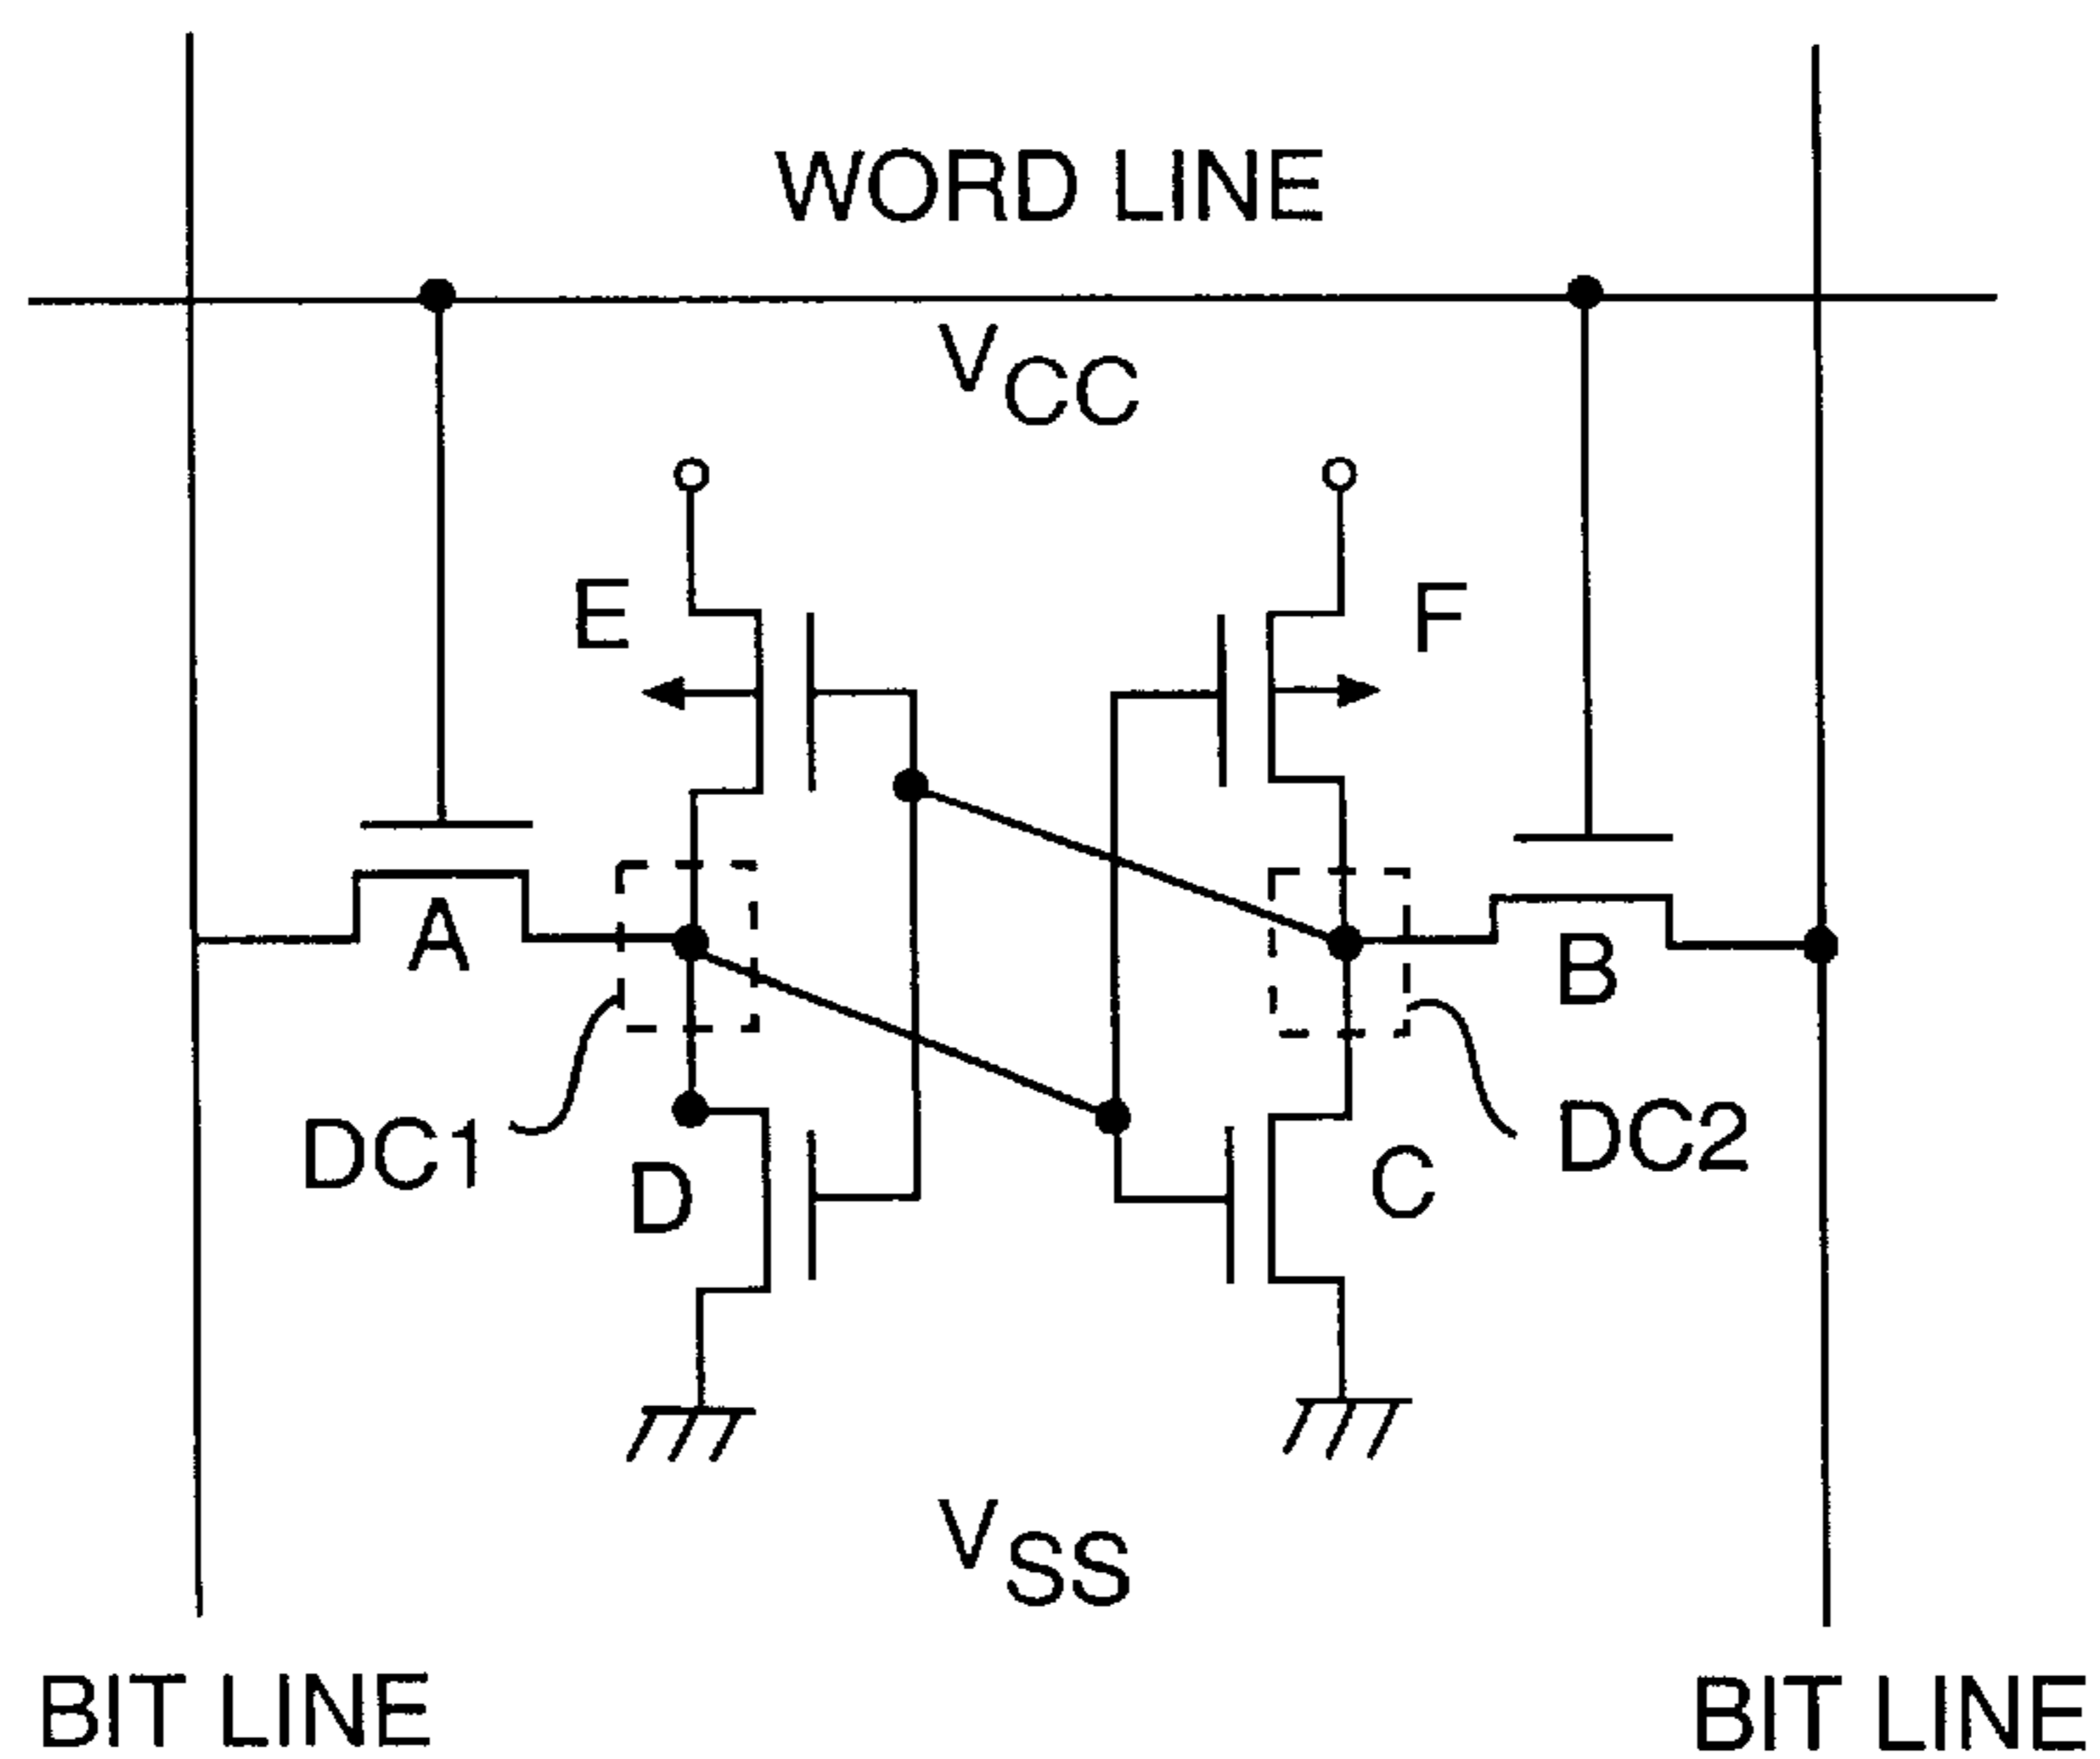 WORD LINE
VCC
E
F
A
B
DC1
DC2
D
C
VSS
BIT LINE
BIT LINE